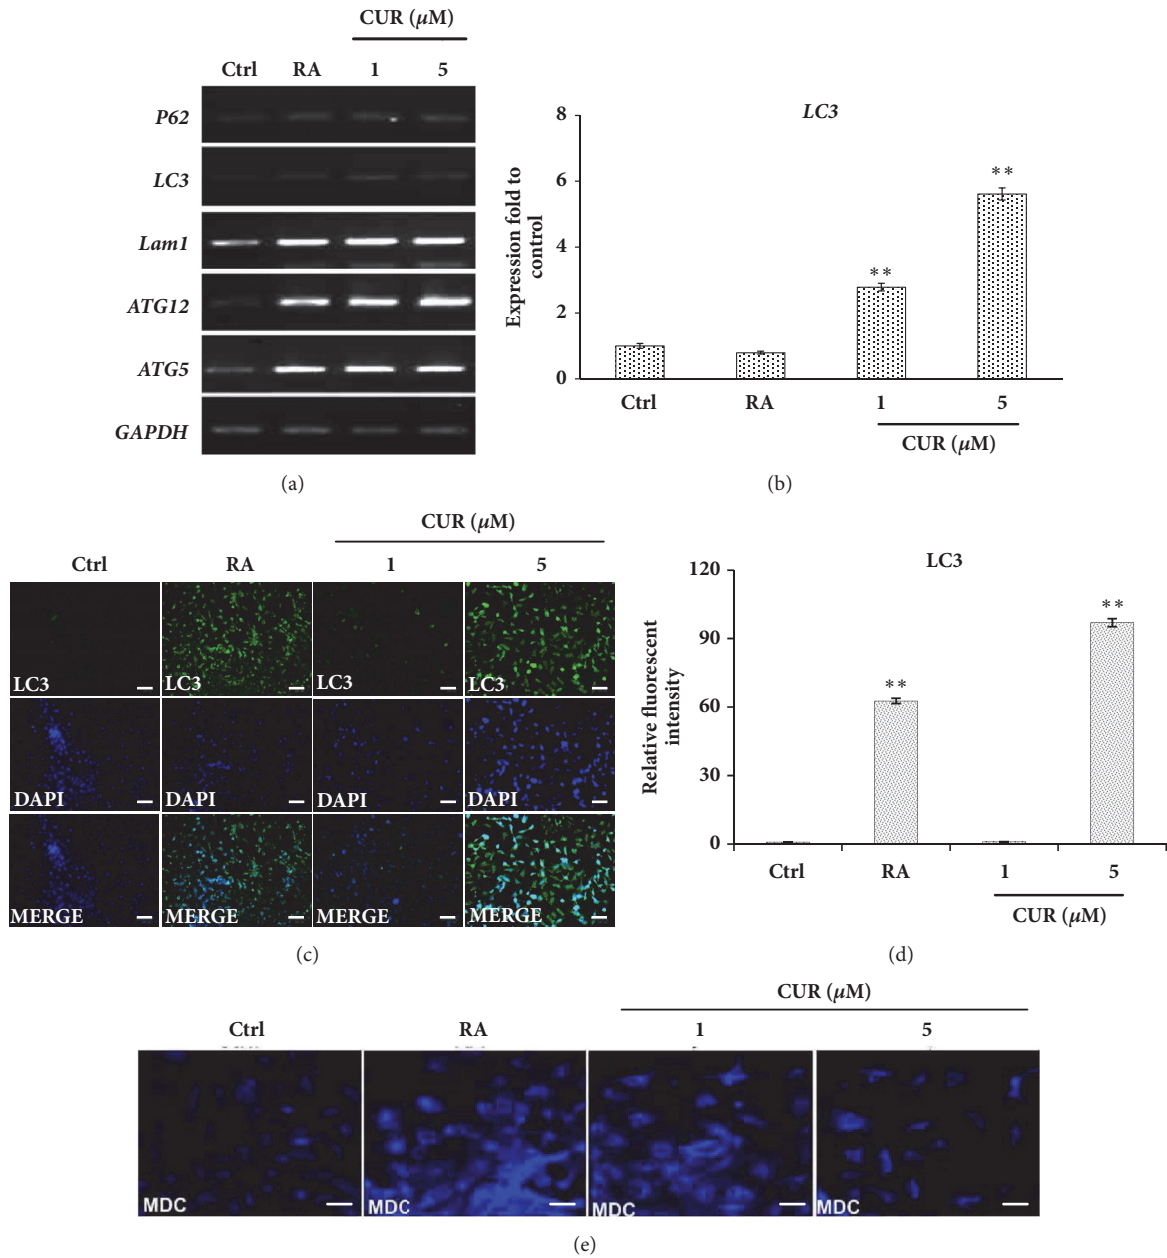 CUR (µM)
Ctrl RA 1 5
P62
LC3
Lam1
ATG12
ATG5
GAPDH
(a)
LC3
Expression fold to
control
8
6
4
2
0
**
**
Ctrl RA 1 5
CUR (µM)
(b)
CUR (µM)
Ctrl RA 1 5
LC3 LC3 LC3 LC3
DAPI DAPI DAPI DAPI
MERGE MERGE MERGE MERGE
(c)
LC3
Relative fluorescent
intensity
120
90
60
30
0
**
**
Ctrl RA 1 5
CUR (µM)
(d)
CUR (µM)
Ctrl RA 1 5
MDC MDC MDC MDC
(e)